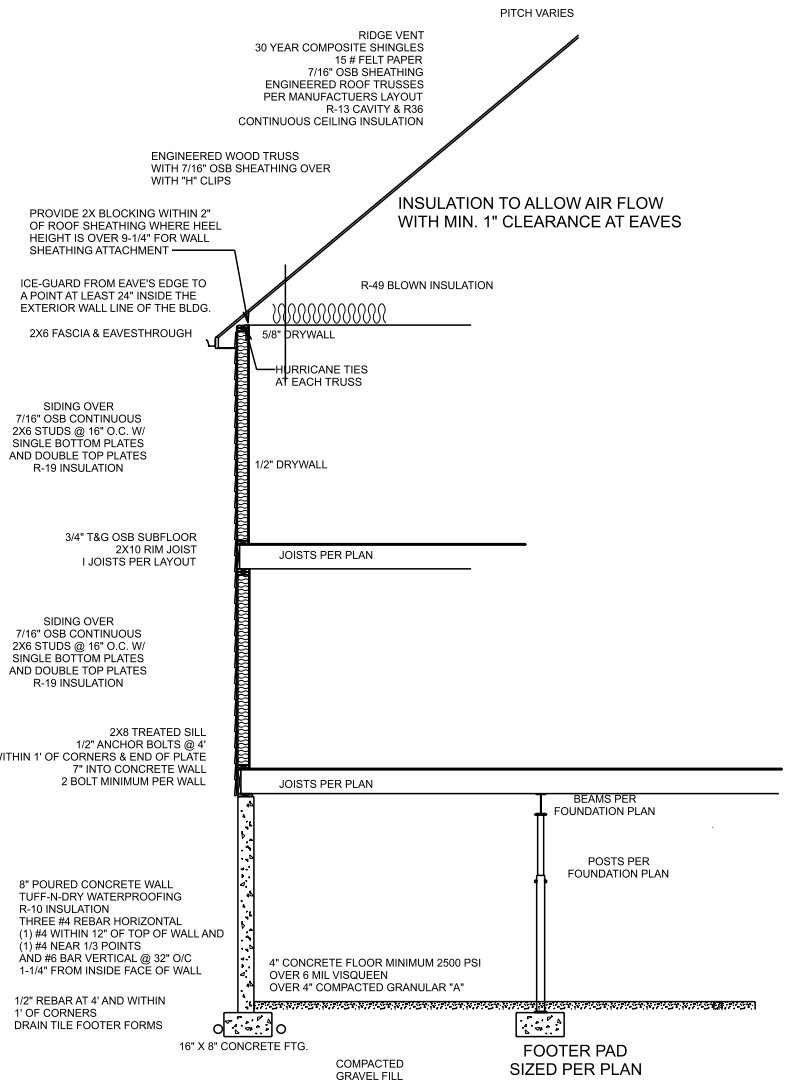 PITCH VARIES
RIDGE VENT
30 YEAR COMPOSITE SHINGLES
15 # FELT PAPER
7/16" OSB SHEATHING
ENGINEERED ROOF TRUSSES
PER MANUFACTUERS LAYOUT
R-13 CAVITY & R36
CONTINUOUS CEILING INSULATION
ENGINEERED WOOD TRUSS
WITH 7/16" OSB SHEATHING OVER
WITH "H" CLIPS
INSULATION TO ALLOW AIR FLOW
WITH MIN. 1" CLEARANCE AT EAVES
PROVIDE 2X BLOCKING WITHIN 2"
OF ROOF SHEATHING WHERE HEEL
HEIGHT IS OVER 9-1/4" FOR WALL
SHEATHING ATTACHMENT
ICE-GUARD FROM EAVE'S EDGE TO
A POINT AT LEAST 24" INSIDE THE
EXTERIOR WALL LINE OF THE BLDG.
R-49 BLOWN INSULATION
2X6 FASCIA & EAVESTHROUGH
5/8" DRYWALL
HURRICANE TIES
AT EACH TRUSS
SIDING OVER
7/16" OSB CONTINUOUS
2X6 STUDS @ 16" O.C. W/
SINGLE BOTTOM PLATES
AND DOUBLE TOP PLATES
R-19 INSULATION
1/2" DRYWALL
3/4" T&G OSB SUBFLOOR
2X10 RIM JOIST
I JOISTS PER LAYOUT
JOISTS PER PLAN
SIDING OVER
7/16" OSB CONTINUOUS
2X6 STUDS @ 16" O.C. W/
SINGLE BOTTOM PLATES
AND DOUBLE TOP PLATES
R-19 INSULATION
2X8 TREATED SILL
1/2" ANCHOR BOLTS @ 4'
WITHIN 1' OF CORNERS & END OF PLATE
7" INTO CONCRETE WALL
2 BOLT MINIMUM PER WALL
JOISTS PER PLAN
BEAMS PER
FOUNDATION PLAN
POSTS PER
FOUNDATION PLAN
8" POURED CONCRETE WALL
TUFF-N-DRY WATERPROOFING
R-10 INSULATION
THREE #4 REBAR HORIZONTAL
(1) #4 WITHIN 12" OF TOP OF WALL AND
(1) #4 NEAR 1/3 POINTS
AND #6 BAR VERTICAL @ 32" O/C
1-1/4" FROM INSIDE FACE OF WALL
4" CONCRETE FLOOR MINIMUM 2500 PSI
OVER 6 MIL VISQUEEN
OVER 4" COMPACTED GRANULAR "A"
1/2" REBAR AT 4' AND WITHIN
1' OF CORNERS
DRAIN TILE FOOTER FORMS
16" X 8" CONCRETE FTG.
COMPACTED
GRAVEL FILL
FOOTER PAD
SIZED PER PLAN